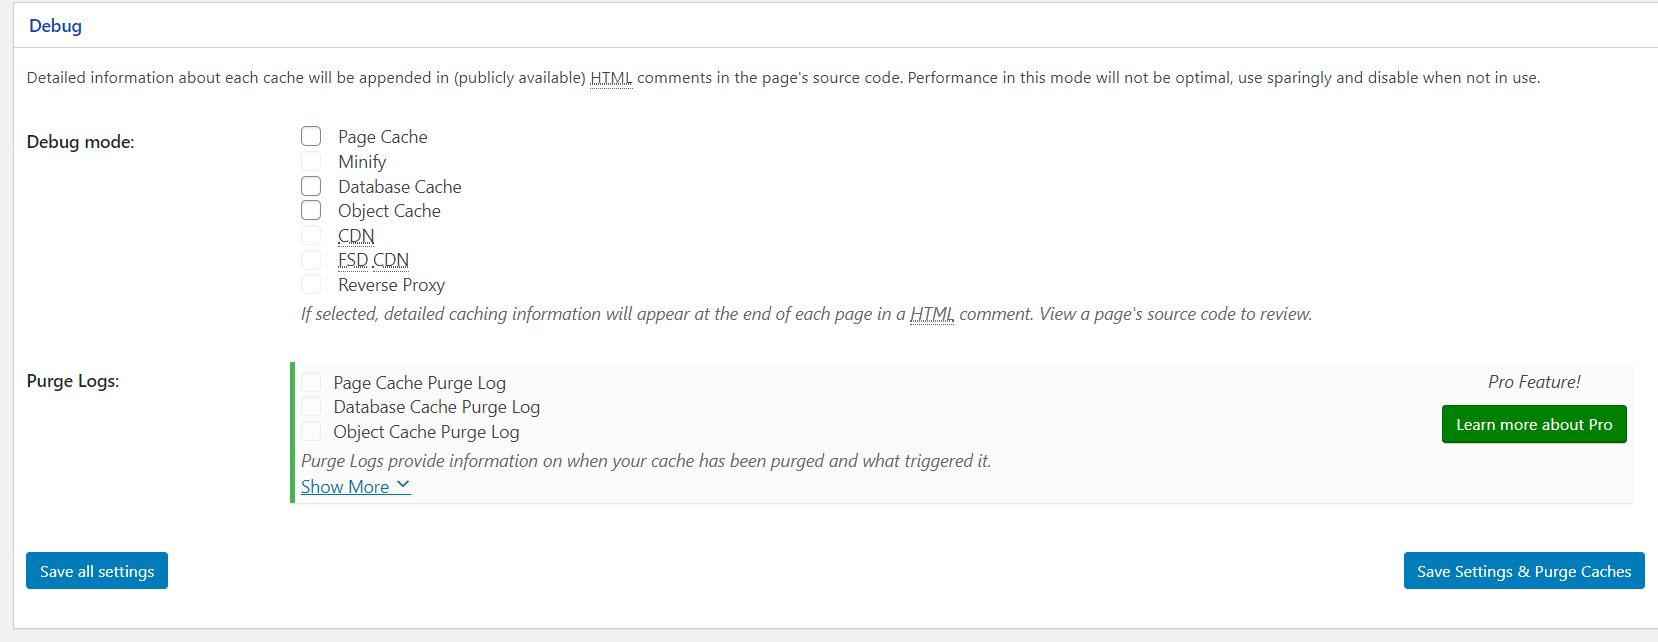 Debug
Detailed information about each cache will be appended in (publicly available) HTML comments in the page's source code. Performance in this mode will not be optimal, use sparingly and disable when not in use.
Debug mode:
Page Cache
Minify
Database Cache
Object Cache
CDN
FSD CDN
Reverse Proxy
If selected, detailed caching information will appear at the end of each page in a HTML comment. View a page's source code to review.
Purge Logs:
Page Cache Purge Log
Database Cache Purge Log
Object Cache Purge Log
Purge Logs provide information on when your cache has been purged and what triggered it.
Show More
Pro Feature!
Learn more about Pro
Save all settings
Save Settings & Purge Caches